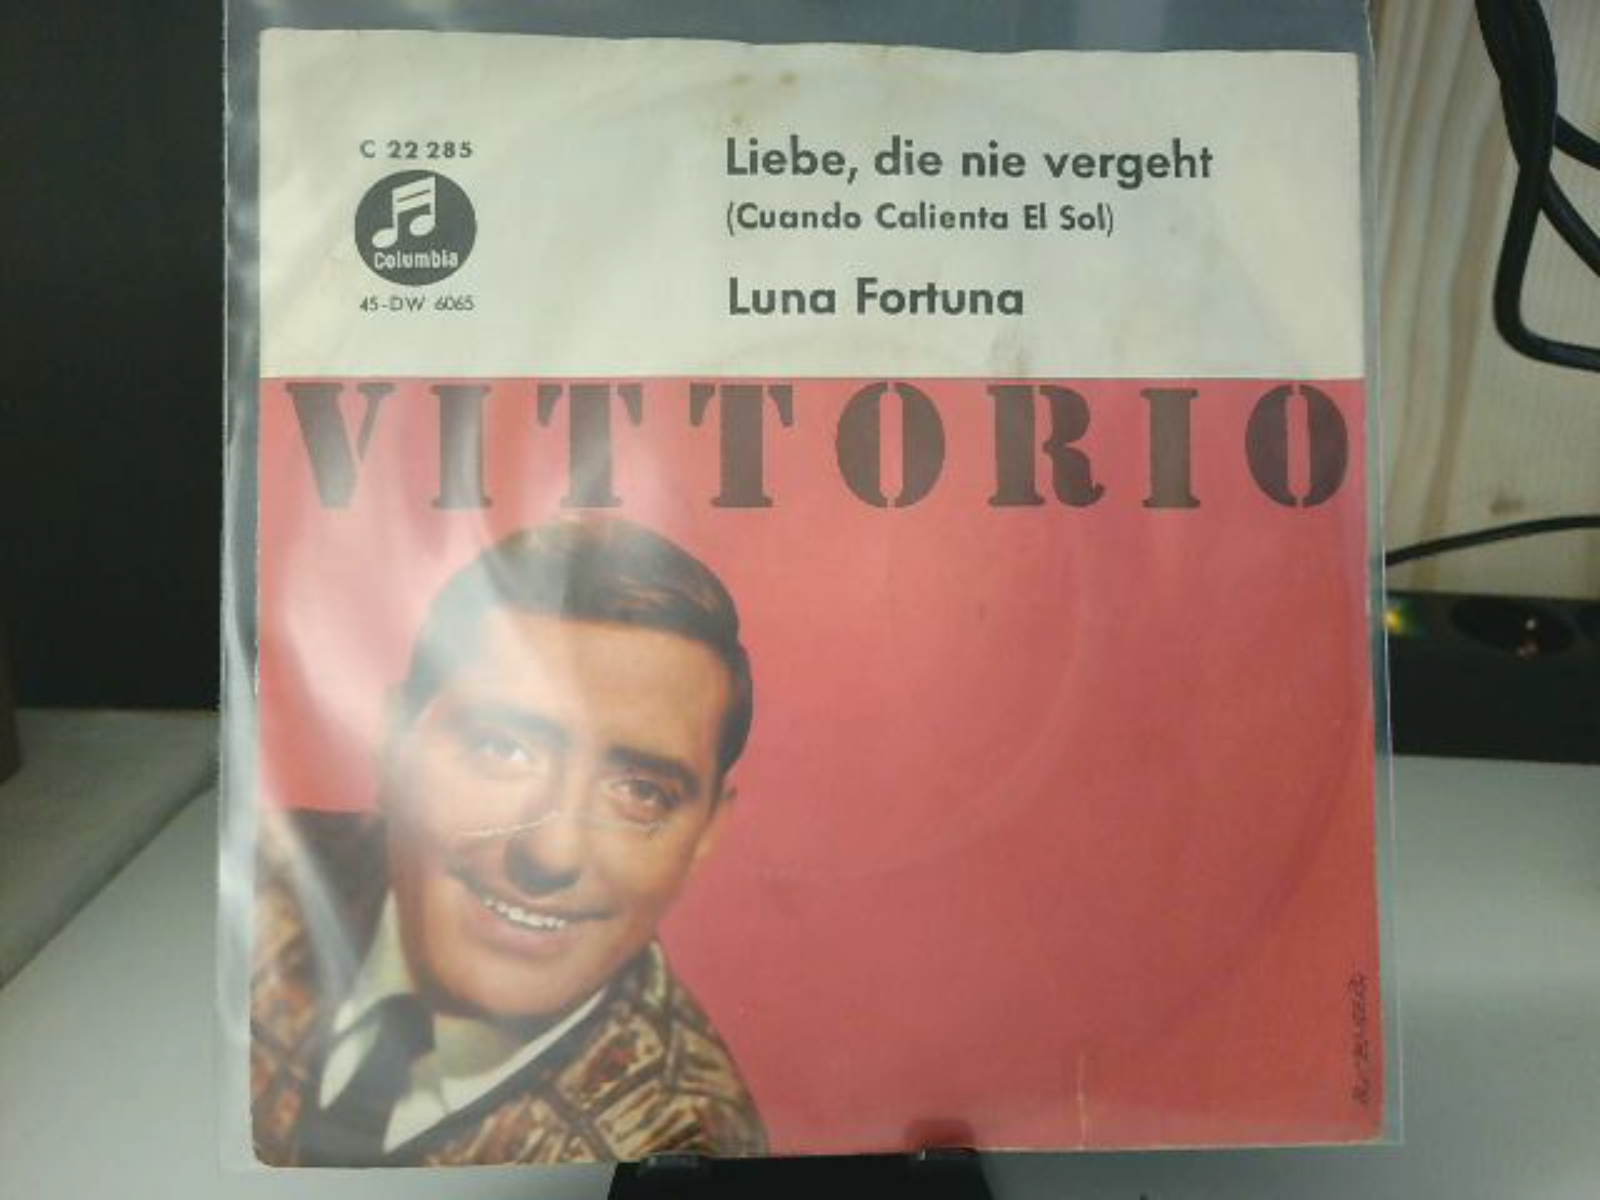 C 22 285
Columbia
45-DW 6065
Liebe, die nie vergeht
(Cuando Calienta El Sol)
Luna Fortuna
VITTORIO